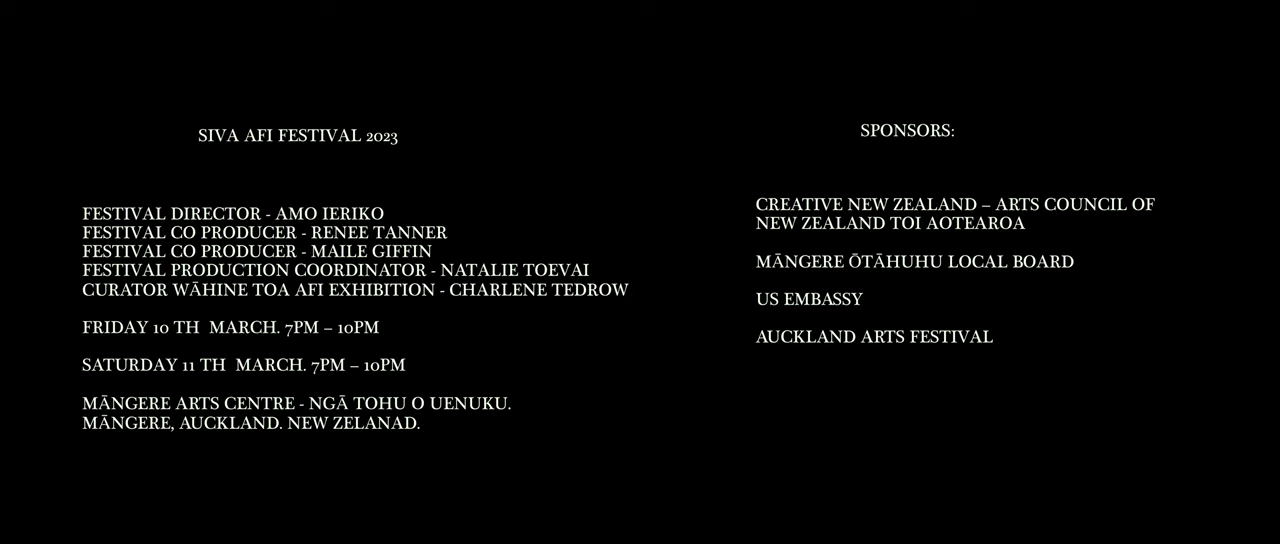 SIVA AFI FESTIVAL 2023
FESTIVAL DIRECTOR - AMO IERIKO
FESTIVAL CO PRODUCER - RENEE TANNER
FESTIVAL CO PRODUCER - MAILE GIFFIN
FESTIVAL PRODUCTION COORDINATOR - NATALIE TOEVAI
CURATOR WĀHINE TOA AFI EXHIBITION - CHARLENE TEDROW
FRIDAY 10 TH  MARCH. 7PM – 10PM
SATURDAY 11 TH  MARCH. 7PM – 10PM
MĀNGERE ARTS CENTRE - NGĀ TOHU O UENUKU.
MĀNGERE, AUCKLAND. NEW ZELANAD.
SPONSORS:
CREATIVE NEW ZEALAND – ARTS COUNCIL OF
NEW ZEALAND TOI AOTEAROA
MĀNGERE ŌTĀHUHU LOCAL BOARD
US EMBASSY
AUCKLAND ARTS FESTIVAL